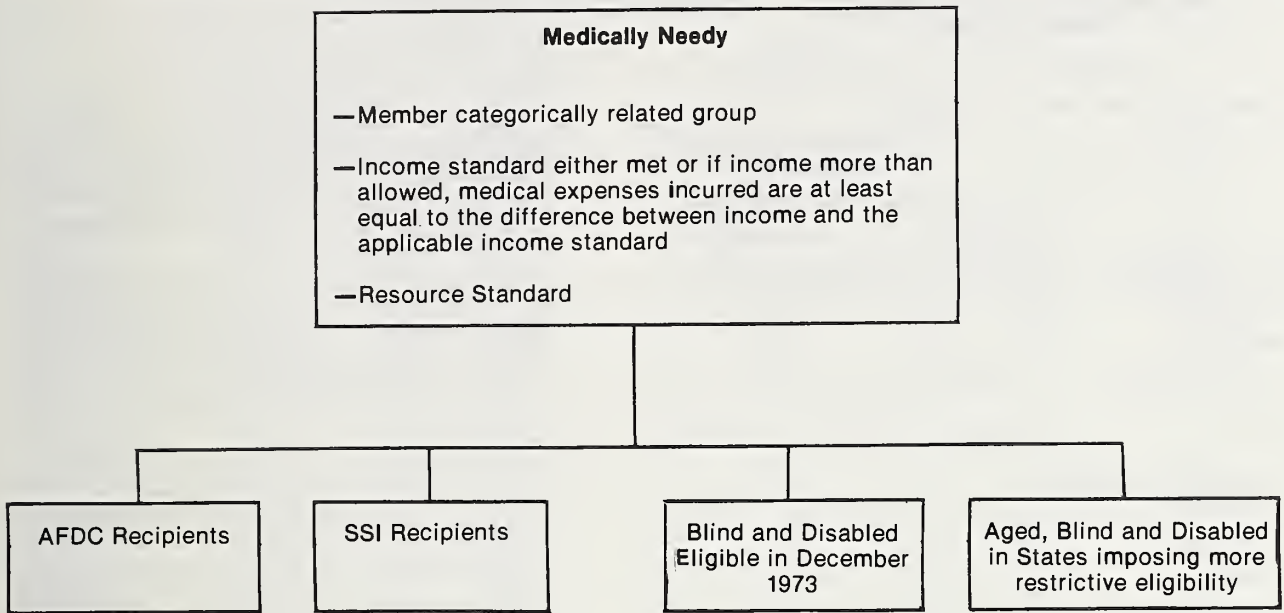 Medically Needy
—Member categorically related group
—Income standard either met or if income more than
allowed, medical expenses incurred are at least
equal to the difference between income and the
applicable income standard
—Resource Standard
AFDC Recipients
SSI Recipients
Blind and Disabled
Eligible in December
1973
Aged, Blind and Disabled
in States imposing more
restrictive eligibility